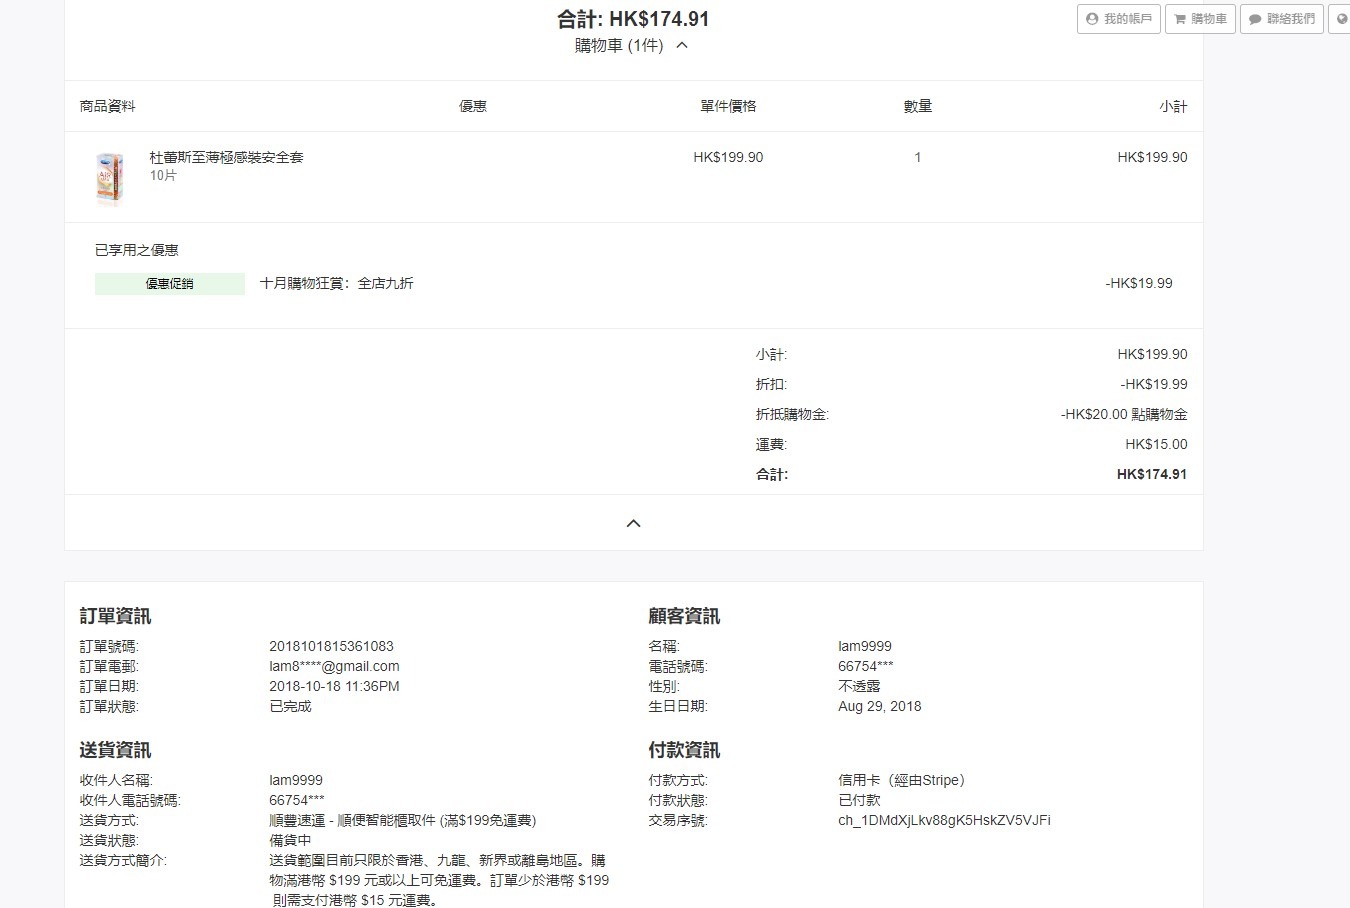 合計: HK$174.91
購物車 (1件)
我的帳戶
購物車
聯絡我們
商品資料 優惠 單件價格 數量 小計
杜蕾斯至薄極感裝安全套 HK$199.90 1 HK$199.90
10片
已享用之優惠
優惠促銷 十月購物狂賞：全店九折 -HK$19.99
小計: HK$199.90
折扣: -HK$19.99
折抵購物金: -HK$20.00 點購物金
運費: HK$15.00
合計: HK$174.91
訂單資訊
訂單號碼: 2018101815361083
訂單電郵: lam8****@gmail.com
訂單日期: 2018-10-18 11:36PM
訂單狀態: 已完成
顧客資訊
名稱: lam9999
電話號碼: 66754***
性別: 不透露
生日日期: Aug 29, 2018
送貨資訊
收件人名稱: lam9999
收件人電話號碼: 66754***
送貨方式: 順豐速運 - 順便智能櫃取件 (滿$199免運費)
送貨狀態: 備貨中
送貨方式簡介: 送貨範圍目前只限於香港、九龍、新界或離島地區。購
物滿港幣 $199 元或以上可免運費。訂單少於港幣 $199
則需支付港幣 $15 元運費。
付款資訊
付款方式: 信用卡（經由Stripe）
付款狀態: 已付款
交易序號: ch_1DMdXjLkv88gK5HskZV5VJFi